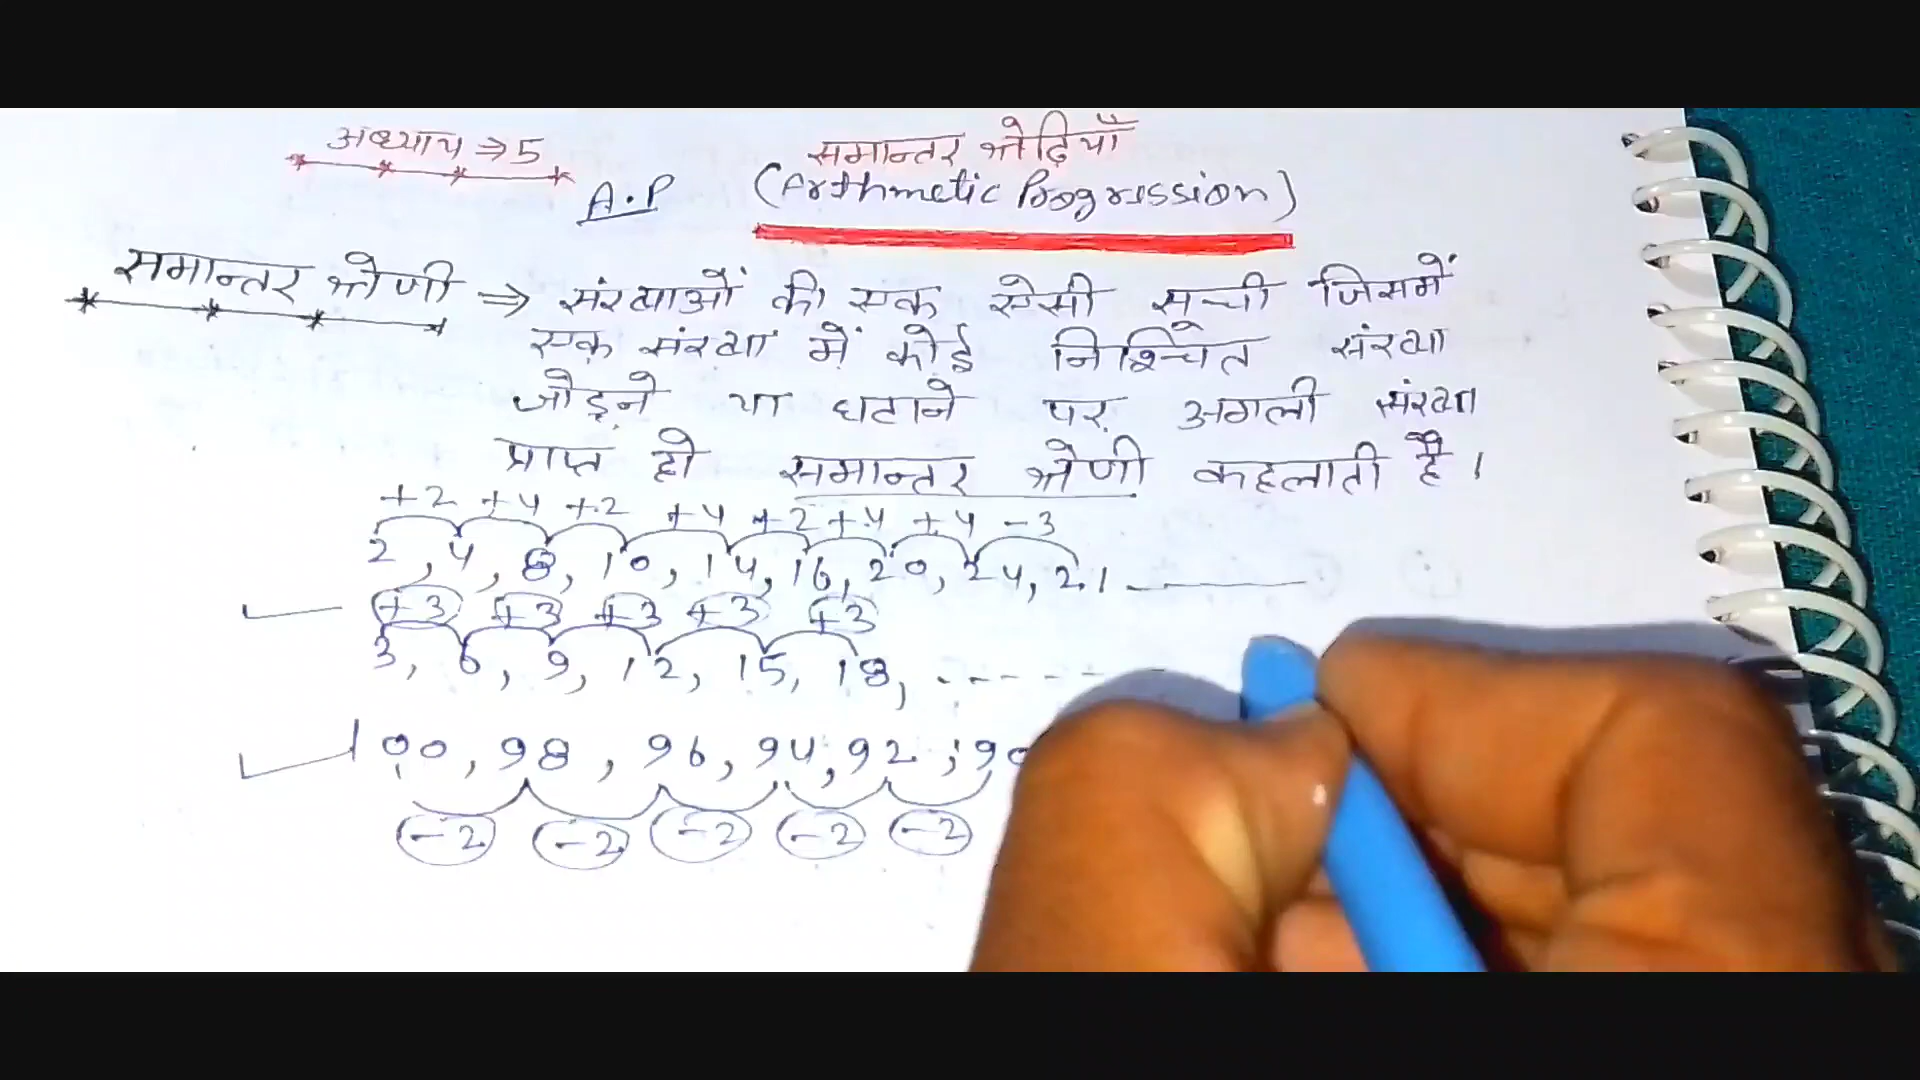 अध्याय ⇒ 5
समान्तर श्रेढ़ियाँ
A.P (Arithmetic Progression)
समान्तर श्रेणी ⇒ संख्याओं की एक ऐसी सूची जिसमें
एक संख्या में कोई निश्चित संख्या
जोड़ने या घटाने पर अगली संख्या
प्राप्त हो समान्तर श्रेणी कहलाती है।
+2 +4 +2 +4 +2 +4 +4 -3
2, 4, 8, 10, 14, 16, 20, 24, 21
+3 +3 +3 +3 +3
3, 6, 9, 12, 15, 18, ------
100, 98, 96, 94, 92, 90
-2 -2 -2 -2 -2